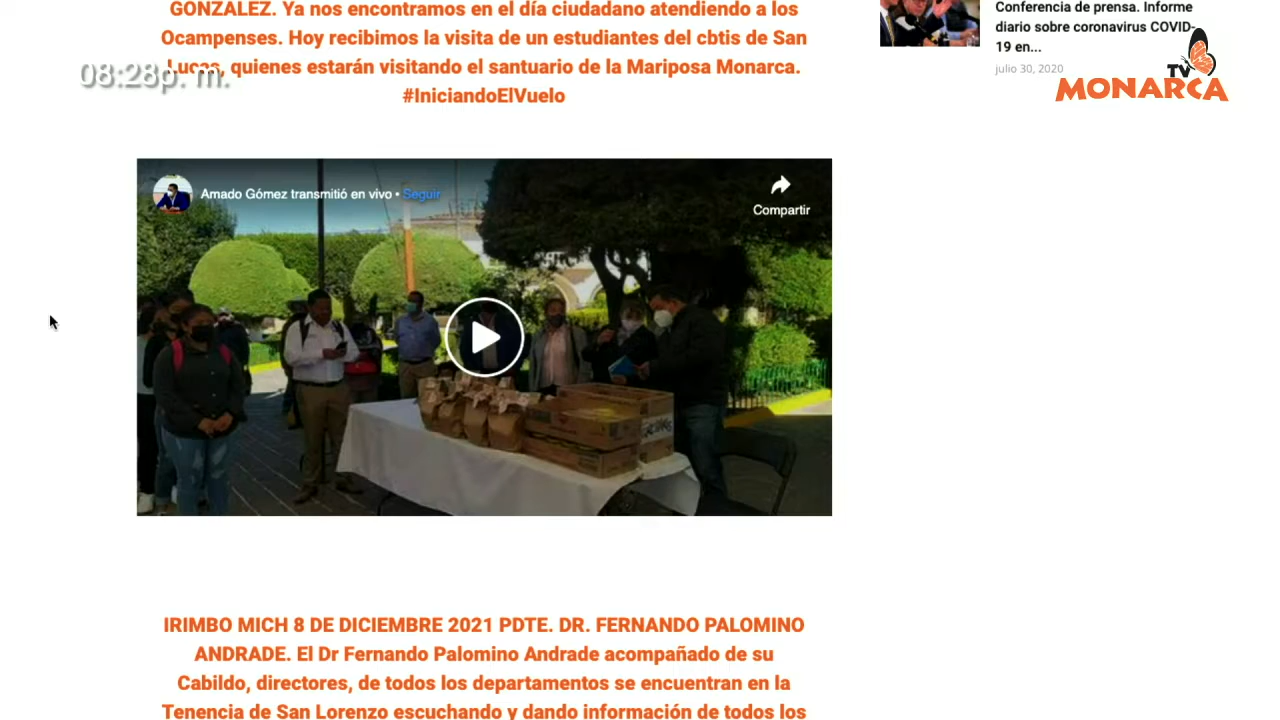 GONZALEZ. Ya nos encontramos en el día ciudadano atendiendo a los
Ocampenses. Hoy recibimos la visita de un estudiantes del cbtis de San
Lucas, quienes estarán visitando el santuario de la Mariposa Monarca.
#IniciandoElVuelo
08:28p. m.
Conferencia de prensa. Informe
diario sobre coronavirus COVID-
19 en...
julio 30, 2020
TV
MONARCA
Amado Gómez transmitió en vivo • Seguir
Compartir
IRIMBO MICH 8 DE DICIEMBRE 2021 PDTE. DR. FERNANDO PALOMINO
ANDRADE. El Dr Fernando Palomino Andrade acompañado de su
Cabildo, directores, de todos los departamentos se encuentran en la
Tenencia de San Lorenzo escuchando y dando información de todos los